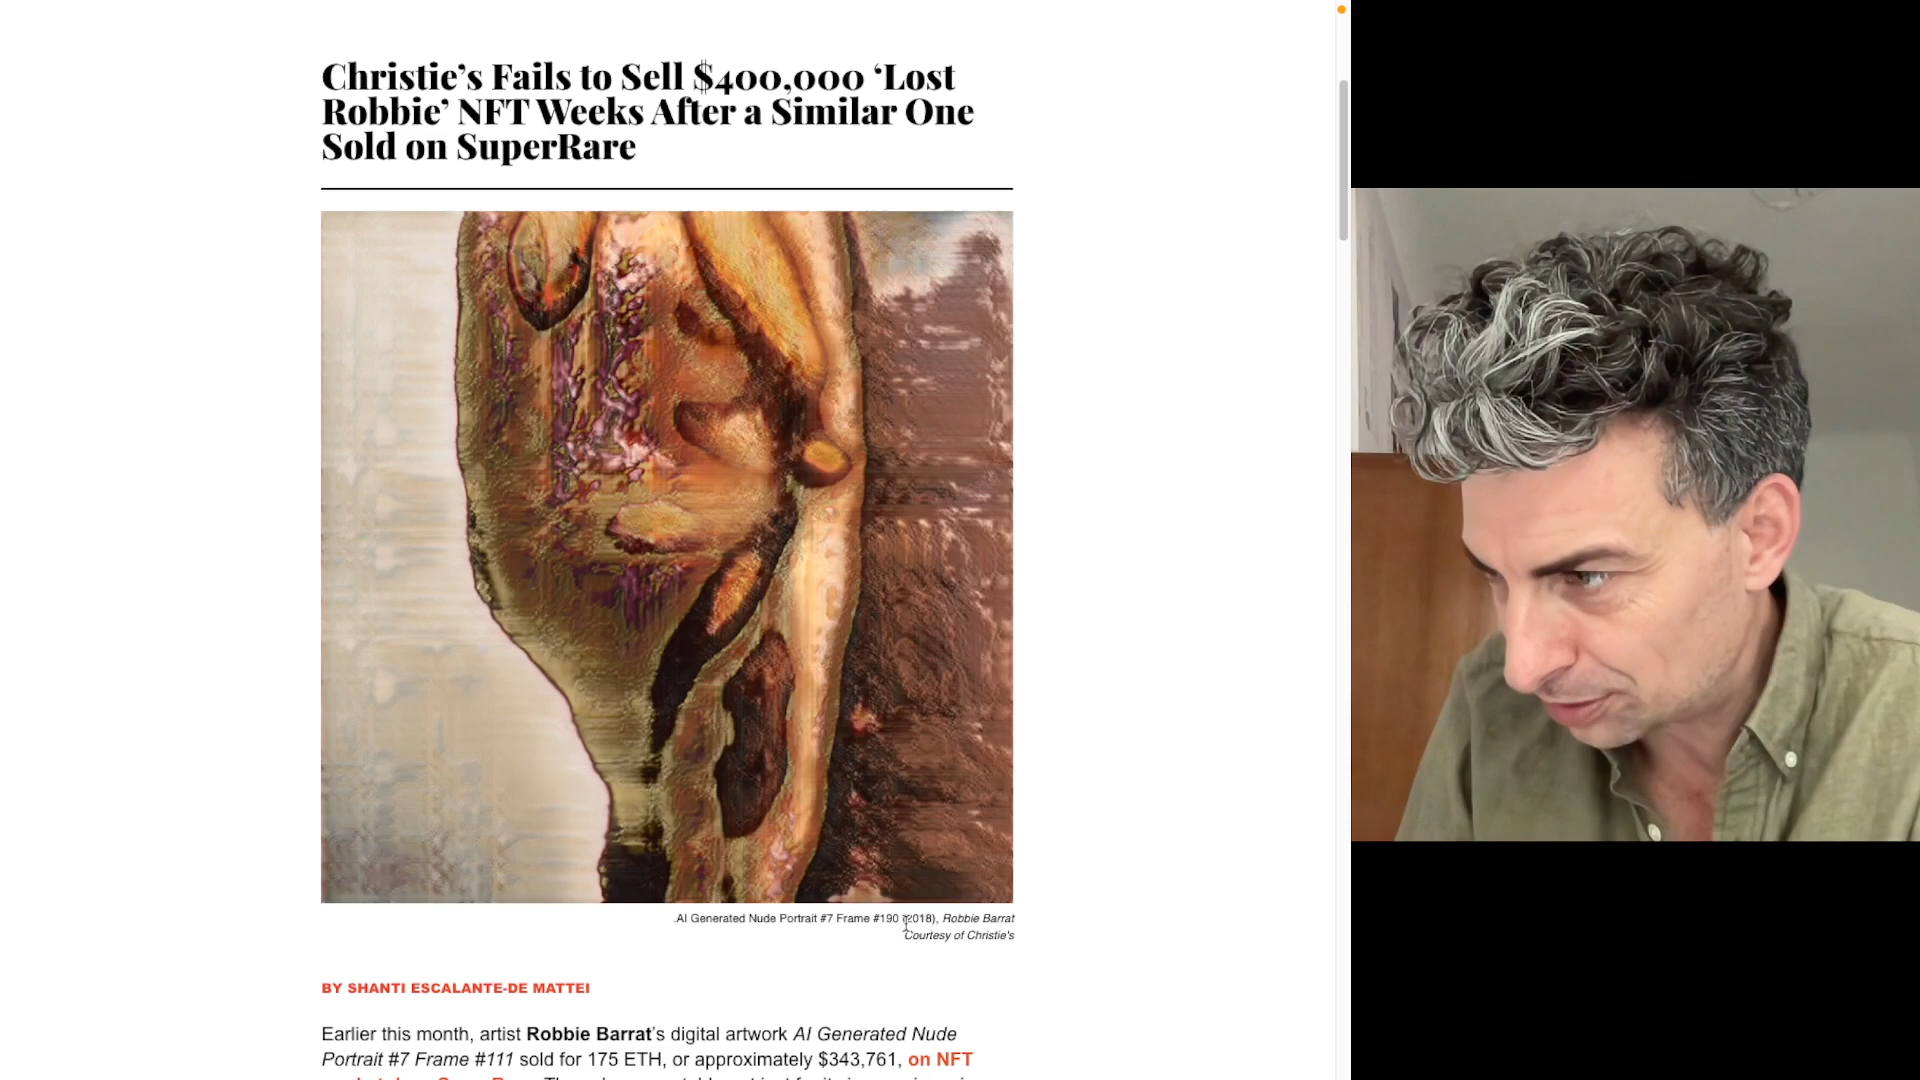 Christie’s Fails to Sell $400,000 ‘Lost
Robbie’ NFT Weeks After a Similar One
Sold on SuperRare
AI Generated Nude Portrait #7 Frame #190 (2018), Robbie Barrat
Courtesy of Christie's
BY SHANTI ESCALANTE-DE MATTEI
Earlier this month, artist Robbie Barrat’s digital artwork AI Generated Nude
Portrait #7 Frame #111 sold for 175 ETH, or approximately $343,761, on NFT